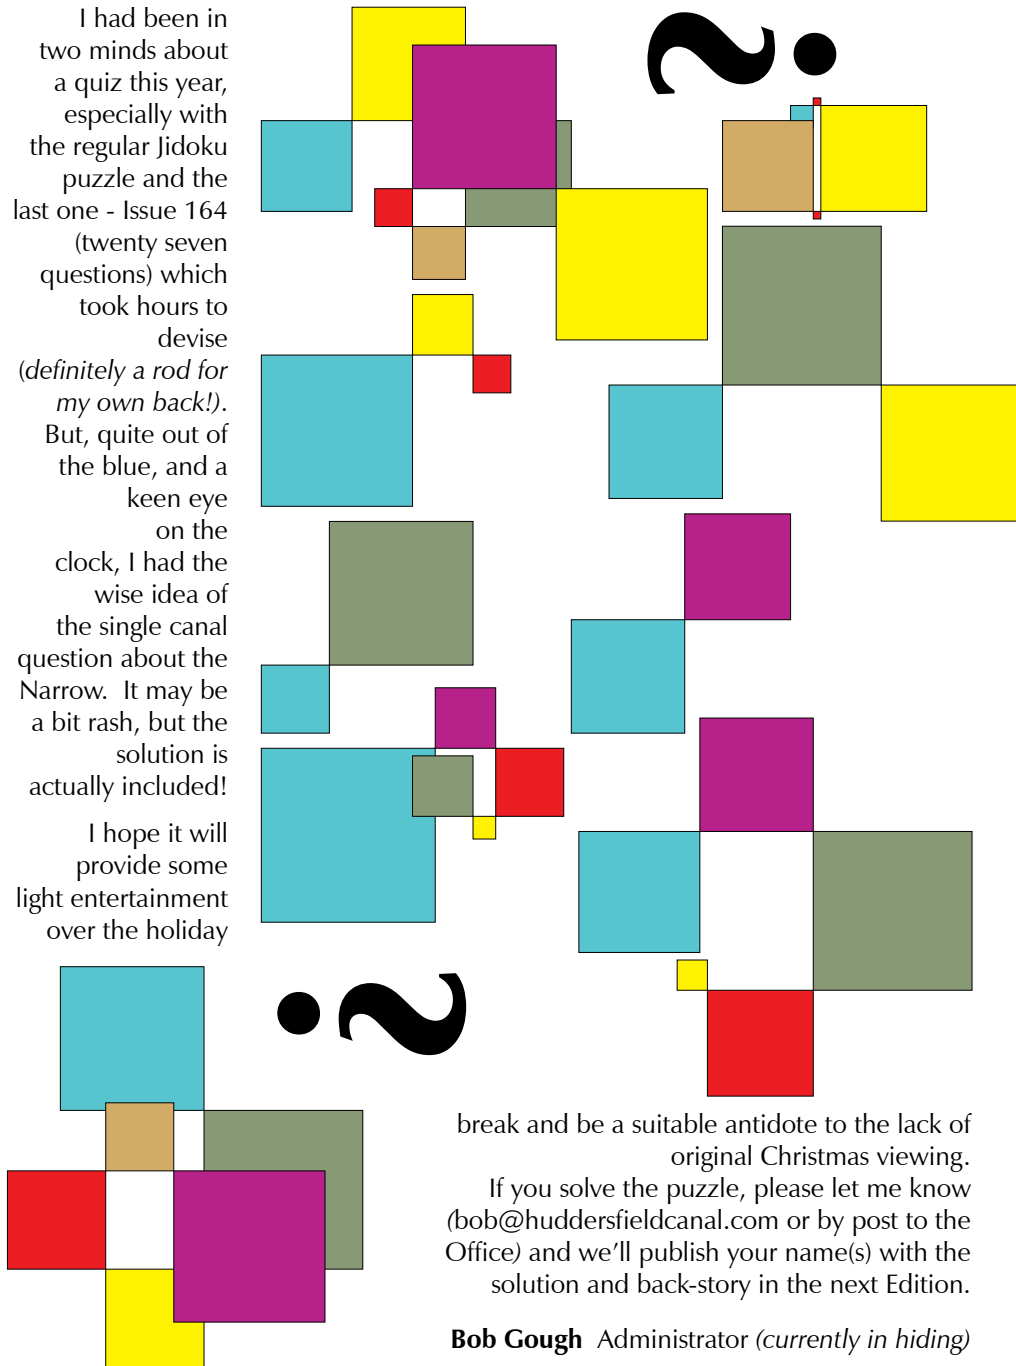 I had been in
two minds about
a quiz this year,
especially with
the regular Jidoku
puzzle and the
last one - Issue 164
(twenty seven
questions) which
took hours to
devise
(definitely a rod for
my own back!).
But, quite out of
the blue, and a
keen eye
on the
clock, I had the
wise idea of
the single canal
question about the
Narrow. It may be
a bit rash, but the
solution is
actually included!
I hope it will
provide some
light entertainment
over the holiday
break and be a suitable antidote to the lack of
original Christmas viewing.
If you solve the puzzle, please let me know
(bob@huddersfieldcanal.com or by post to the
Office) and we'll publish your name(s) with the
solution and back-story in the next Edition.
Bob Gough Administrator (currently in hiding)
? 
?